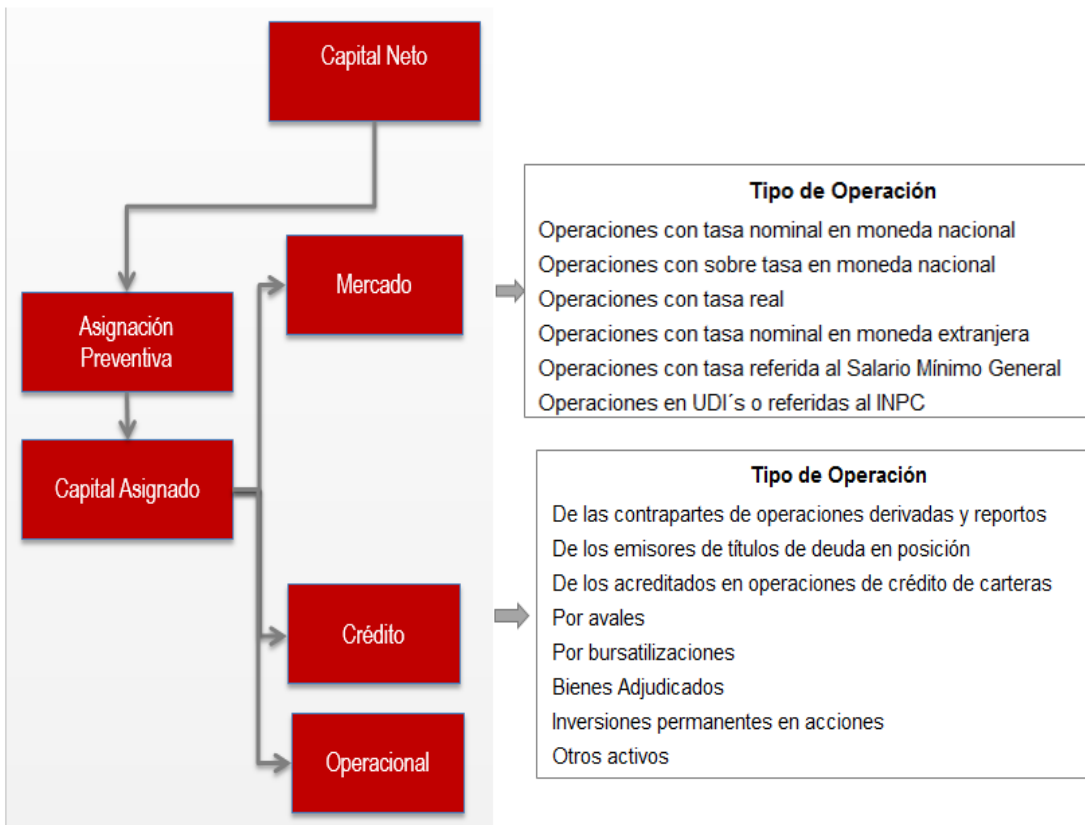 Capital Neto
Asignación
Preventiva
Capital Asignado
Mercado
Crédito
Operacional
Tipo de Operación
Operaciones con tasa nominal en moneda nacional
Operaciones con sobre tasa en moneda nacional
Operaciones con tasa real
Operaciones con tasa nominal en moneda extranjera
Operaciones con tasa referida al Salario Mínimo General
Operaciones en UDI´s o referidas al INPC
Tipo de Operación
De las contrapartes de operaciones derivadas y reportos
De los emisores de títulos de deuda en posición
De los acreditados en operaciones de crédito de carteras
Por avales
Por bursatilizaciones
Bienes Adjudicados
Inversiones permanentes en acciones
Otros activos